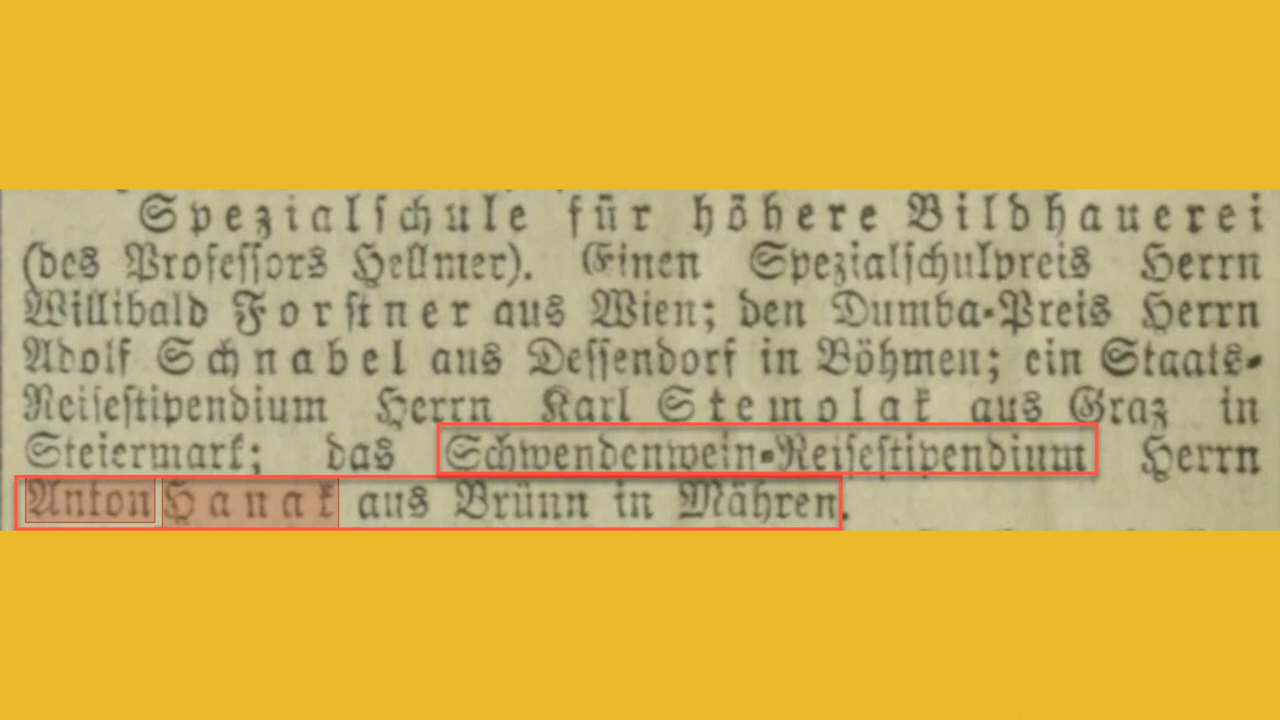 Spezialschule für höhere Bildhauerei
(des Professors Hellmer). Einen Spezialschulpreis Herrn
Willibald Forstner aus Wien; den Dumba-Preis Herrn
Adolf Schnabel aus Dessendorf in Böhmen; ein Staats-
Reisestipendium Herrn Karl Stemolak aus Graz in
Steiermark; das Schwendenwein-Reisestipendium Herrn
Anton Hanak aus Brünn in Mähren.